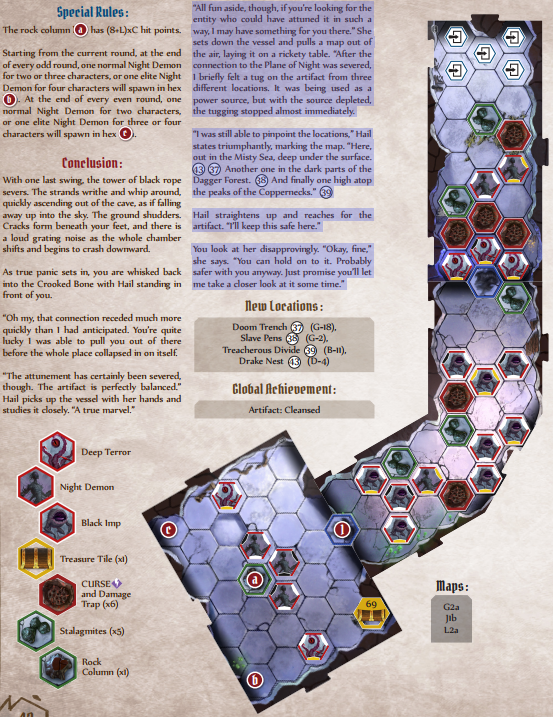 Special Rules:
The rock column a has (8+L)xC hit points.
Starting from the current round, at the end
of every odd round, one normal Night Demon
for two or three characters, or one elite Night
Demon for four characters will spawn in hex
b. At the end of every even round, one
normal Night Demon for two characters,
or one elite Night Demon for three or four
characters will spawn in hex c.
Conclusion:
With one last swing, the tower of black rope
severs. The strands writhe and whip around,
quickly ascending out of the cave, as if falling
away up into the sky. The ground shudders.
Cracks form beneath your feet, and there is
a loud grating noise as the whole chamber
shifts and begins to crash downward.
As true panic sets in, you are whisked back
into the Crooked Bone with Hail standing in
front of you.
“Oh my, that connection receded much more
quickly than I had anticipated. You’re quite
lucky I was able to pull you out of there
before the whole place collapsed in on itself.
“The attunement has certainly been severed,
though. The artifact is perfectly balanced.”
Hail picks up the vessel with her hands and
studies it closely. “A true marvel.”
“All fun aside, though, if you’re looking for the
entity who could have attuned it in such a
way, I may have something for you there.” She
sets down the vessel and pulls a map out of the
air, laying it on a rickety table. “After the
connection to the Plane of Night was severed,
I briefly felt a tug on the artifact from three
different locations. It was being used as a
power source, but with the source depleted,
the tugging stopped almost immediately.
“I was still able to pinpoint the locations,” Hail
states triumphantly, marking the map. “Here,
out in the Misty Sea, deep under the surface.
43 37 Another one in the dark parts of the
Dagger Forest. 38 And finally one high atop
the peaks of the Coppernecks.” 39
Hail straightens up and reaches for the
artifact. “I’ll keep this safe here.”
You look at her disapprovingly. “Okay, fine,”
she says. “You can hold on to it. Probably
safer with you anyway. Just promise you’ll let
me take a closer look at it some time.”
New Locations:
Doom Trench 37 (G-18),
Slave Pens 38 (G-2),
Treacherous Divide 39 (B-11),
Drake Nest 43 (D-4)
Global Achievement:
Artifact: Cleansed
Deep Terror
Night Demon
Black Imp
Treasure Tile (x1)
CURSE
and Damage
Trap (x6)
Stalagmites (x5)
Rock
Column (x1)
c
1
a
69
b
Maps:
G2a
J1b
L2a